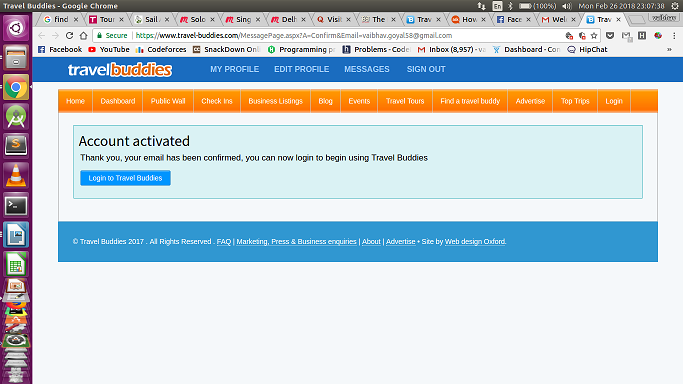 Travel Buddies - Google Chrome
En (100%) Mon Feb 26 2018 23:07:38
find Tour Sail Solo Sing Delh Visit The Trav How Face Welc Trav vaibhav
Secure https://www.travel-buddies.com/MessagePage.aspx?A=Confirm&Email=vaibhav.goyal58@gmail.com
Facebook YouTube Codeforces SnackDown Onli Programming p Problems - Code Inbox (8,957) - va Dashboard - Con HipChat »
travelbuddies MY PROFILE EDIT PROFILE MESSAGES SIGN OUT
Home Dashboard Public Wall Check Ins Business Listings Blog Events Travel Tours Find a travel buddy Advertise Top Trips Login
Account activated
Thank you, your email has been confirmed, you can now login to begin using Travel Buddies
Login to Travel Buddies
© Travel Buddies 2017 . All Rights Reserved . FAQ | Marketing, Press & Business enquiries | About | Advertise • Site by Web design Oxford.